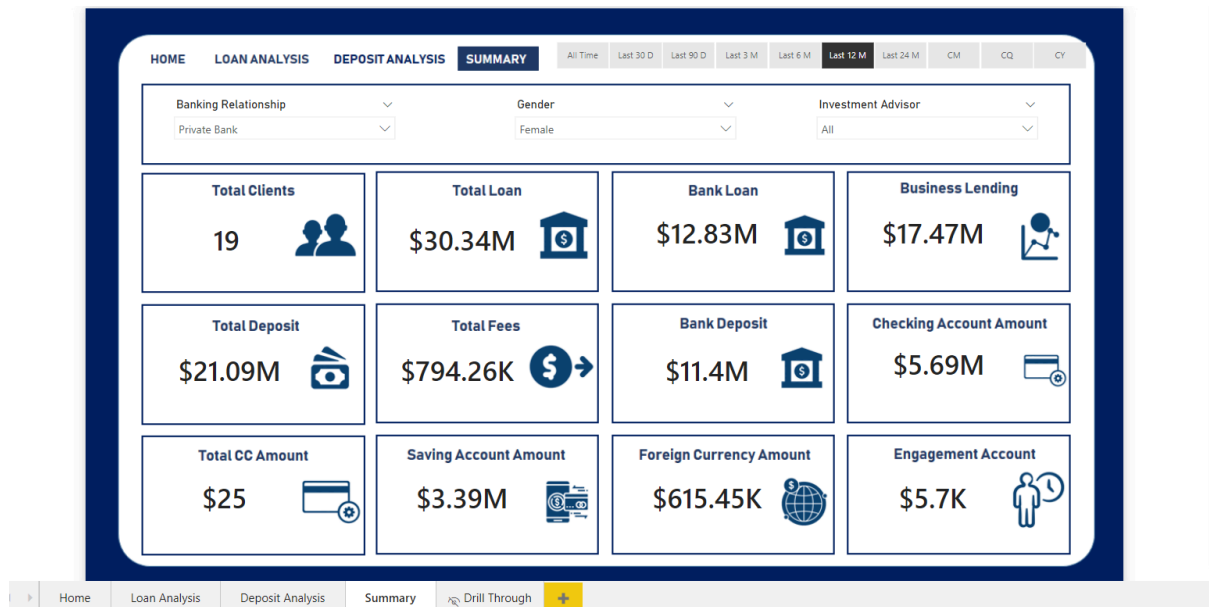 HOME LOAN ANALYSIS DEPOSIT ANALYSIS SUMMARY All Time Last 30 D Last 90 D Last 3 M Last 6 M Last 12 M Last 24 M CM CQ CY
Banking Relationship Gender Investment Advisor
Private Bank Female All
Total Clients Total Loan Bank Loan Business Lending
19 $30.34M $12.83M $17.47M
Total Deposit Total Fees Bank Deposit Checking Account Amount
$21.09M $794.26K $11.4M $5.69M
Total CC Amount Saving Account Amount Foreign Currency Amount Engagement Account
$25 $3.39M $615.45K $5.7K
Home Loan Analysis Deposit Analysis Summary Drill Through +